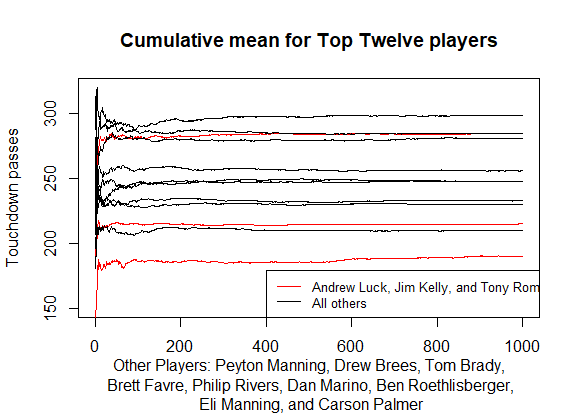 Cumulative mean for Top Twelve players
Touchdown passes
300
250
200
150
Andrew Luck, Jim Kelly, and Tony Rom
All others
0 200 400 600 800 1000
Other Players: Peyton Manning, Drew Brees, Tom Brady,
Brett Favre, Philip Rivers, Dan Marino, Ben Roethlisberger,
Eli Manning, and Carson Palmer